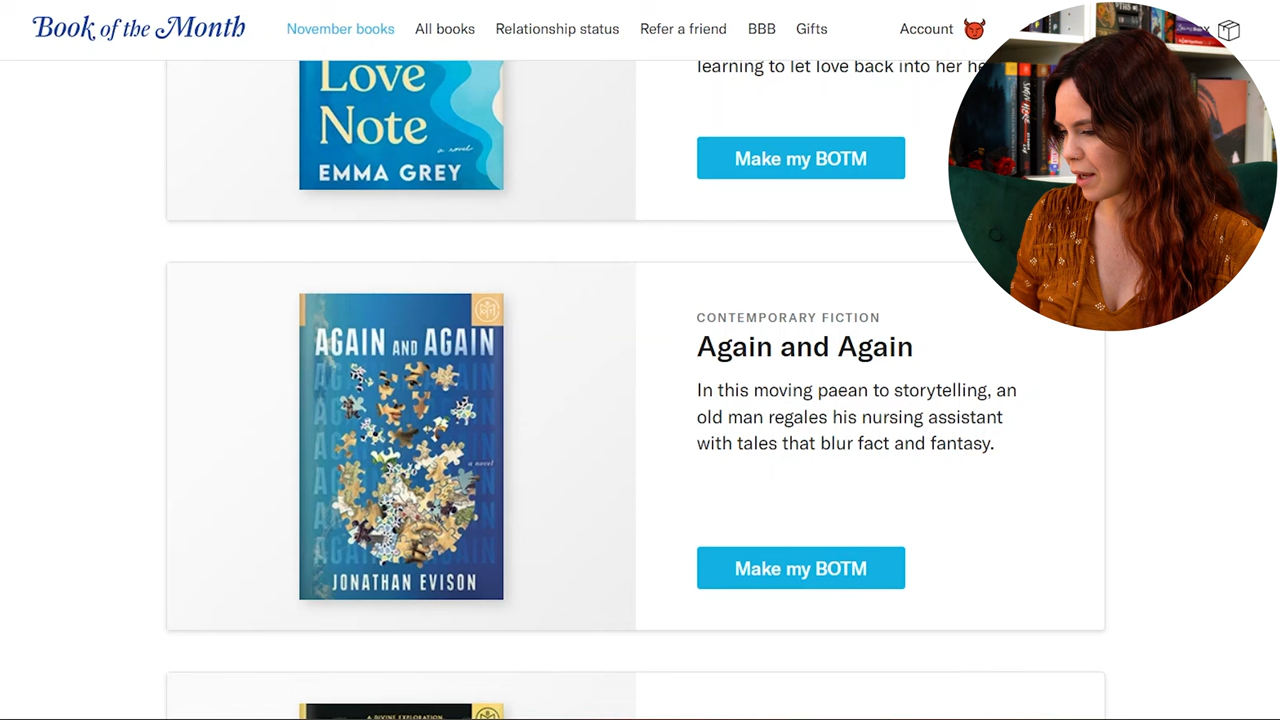 Book of the Month
November books
All books
Relationship status
Refer a friend
BBB
Gifts
Account
Love
Note
a novel
EMMA GREY
learning to let love back into her
Make my BOTM
AGAIN AND AGAIN
a novel
JONATHAN EVISON
CONTEMPORARY FICTION
Again and Again
In this moving paean to storytelling, an
old man regales his nursing assistant
with tales that blur fact and fantasy.
Make my BOTM
A DIVINE EXPLORATION